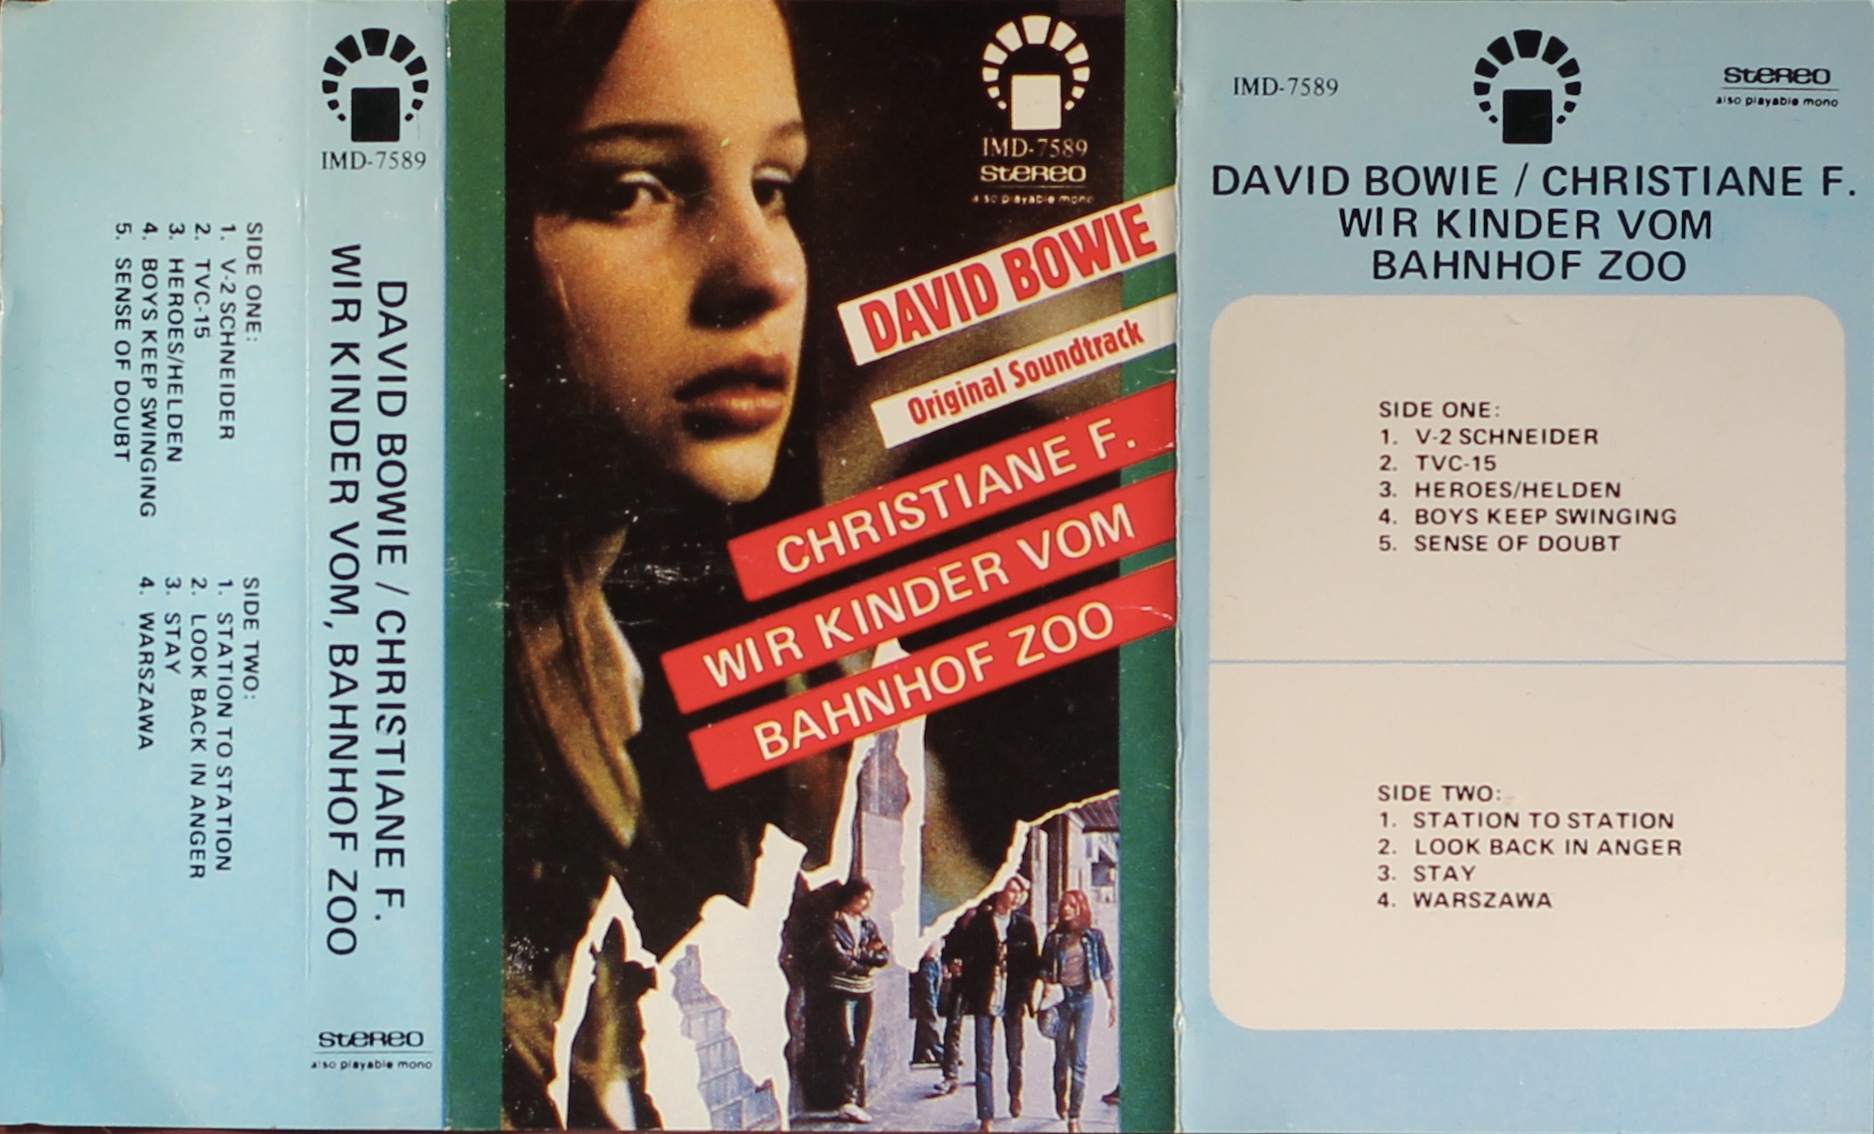 IMD-7589
SIDE ONE:
1. V-2 SCHNEIDER
2. TVC-15
3. HEROES/HELDEN
4. BOYS KEEP SWINGING
5. SENSE OF DOUBT
SIDE TWO:
1. STATION TO STATION
2. LOOK BACK IN ANGER
3. STAY
4. WARSZAWA
DAVID BOWIE / CHRISTIANE F.
WIR KINDER VOM, BAHNHOF ZOO
STEREO
also playable mono
IMD-7589
STEREO
also playable mono
DAVID BOWIE
Original Soundtrack
CHRISTIANE F.
WIR KINDER VOM
BAHNHOF ZOO
IMD-7589
STEREO
also playable mono
DAVID BOWIE / CHRISTIANE F.
WIR KINDER VOM
BAHNHOF ZOO
SIDE ONE:
1. V-2 SCHNEIDER
2. TVC-15
3. HEROES/HELDEN
4. BOYS KEEP SWINGING
5. SENSE OF DOUBT
SIDE TWO:
1. STATION TO STATION
2. LOOK BACK IN ANGER
3. STAY
4. WARSZAWA